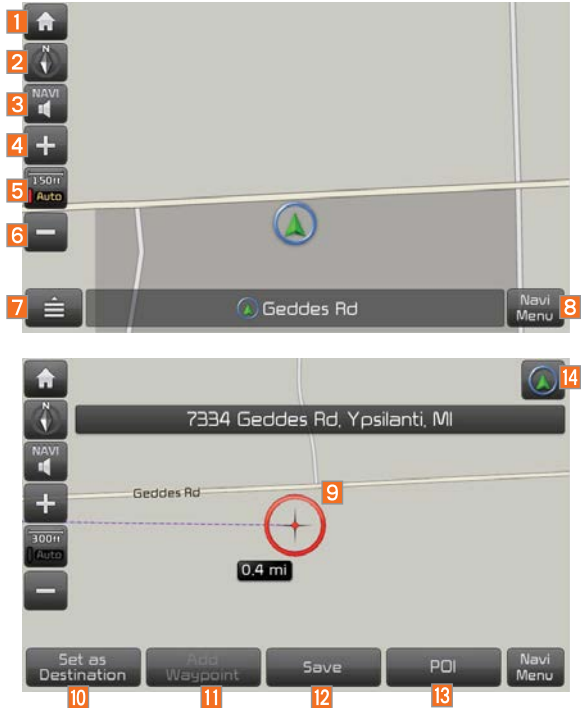 1
N
2
NAVI
3
4
150ft
5
Auto
6
7
Geddes Rd
Navi
Menu
8
14
N
7334 Geddes Rd, Ypsilanti, MI
NAVI
9
Geddes Rd
300ft
Auto
0.4 mi
Set as
Destination
Add
Waypoint
Save
POI
Navi
Menu
10
11
12
13